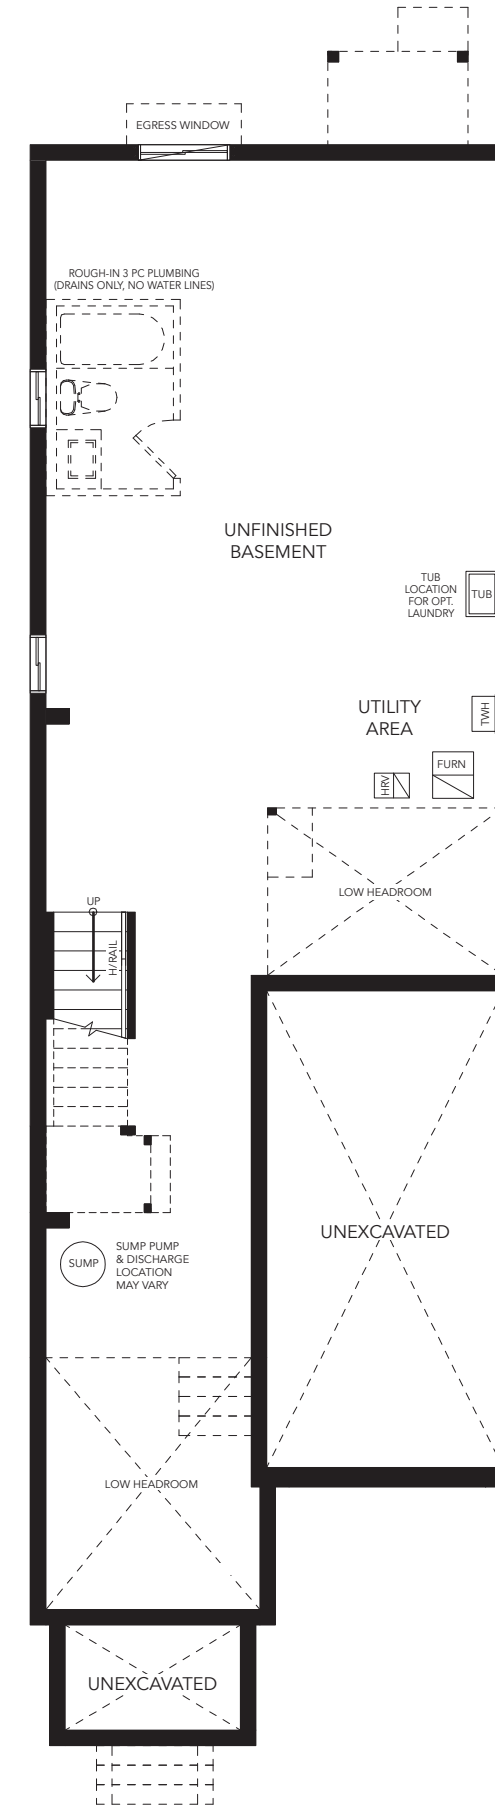 EGRESS WINDOW
ROUGH-IN 3 PC PLUMBING
(DRAINS ONLY, NO WATER LINES)
UNFINISHED
BASEMENT
TUB
LOCATION
FOR OPT.
LAUNDRY
TUB
UTILITY
AREA
TWH
FURN
HRV
LOW HEADROOM
UP
H/RAIL
UNEXCAVATED
SUMP
SUMP PUMP
& DISCHARGE
LOCATION
MAY VARY
LOW HEADROOM
UNEXCAVATED